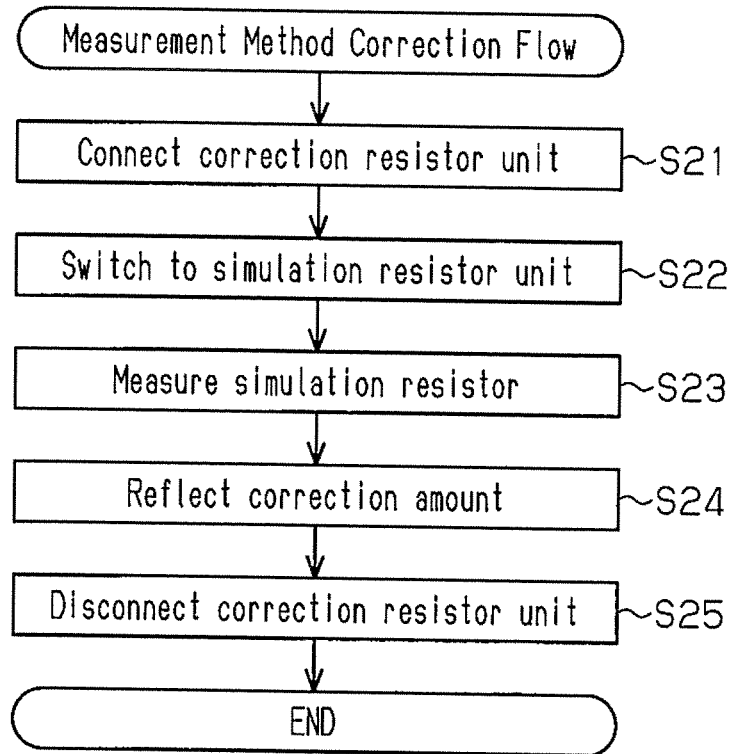 Measurement Method Correction Flow
Connect correction resistor unit ~S21
Switch to simulation resistor unit ~S22
Measure simulation resistor ~S23
Reflect correction amount ~S24
Disconnect correction resistor unit ~S25
END